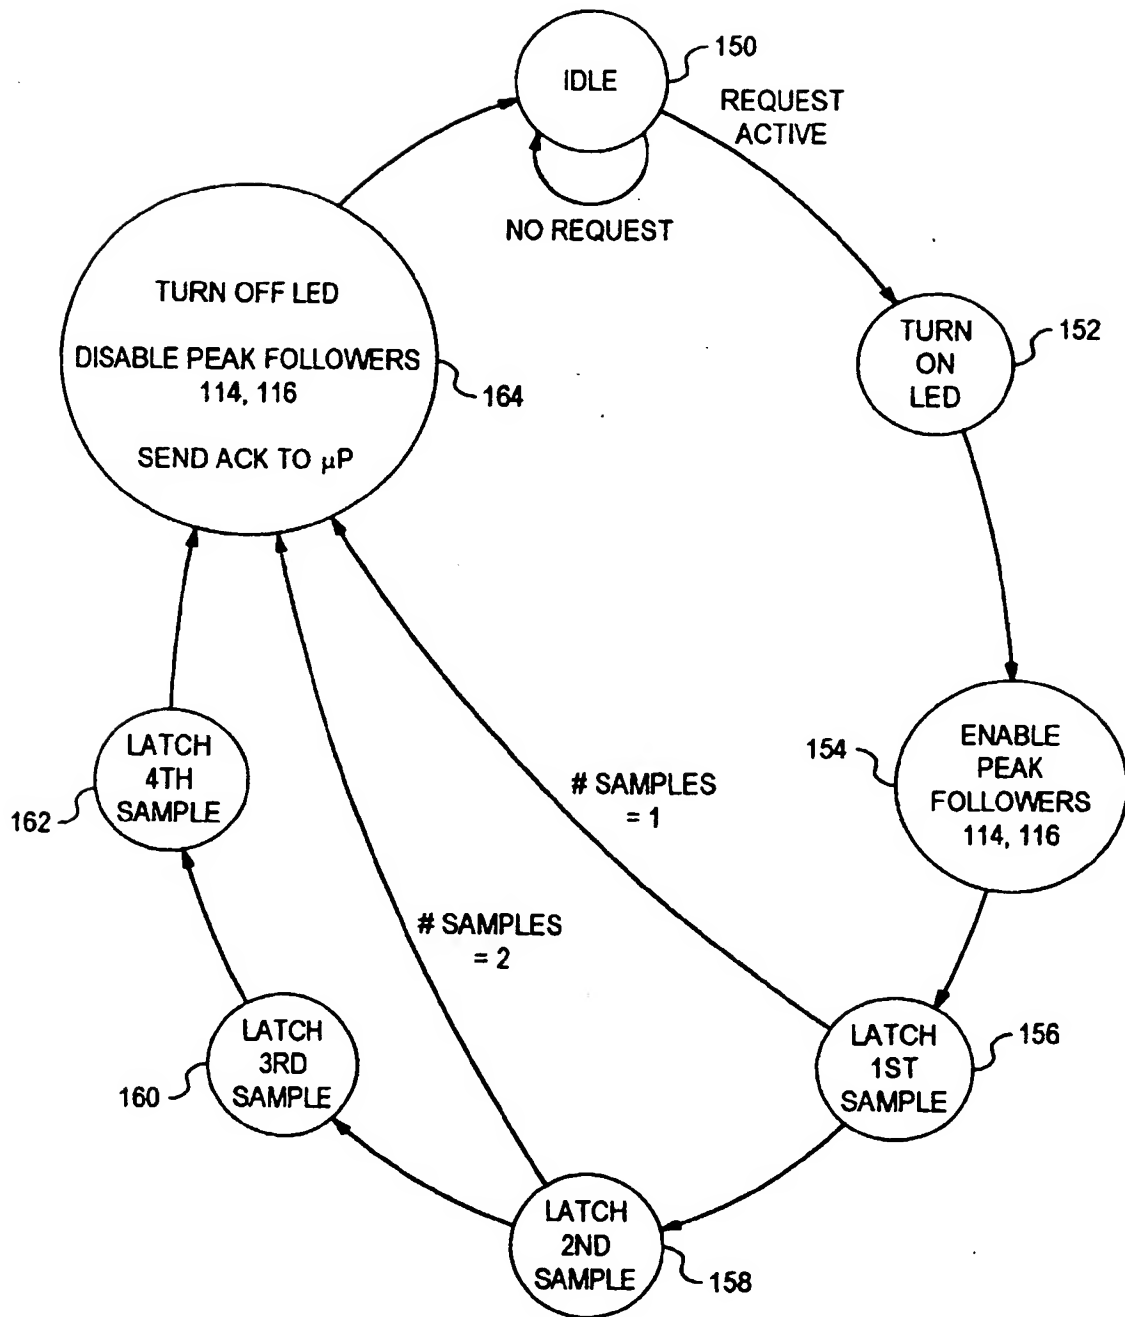 IDLE
150
REQUEST
ACTIVE
NO REQUEST
TURN OFF LED
DISABLE PEAK FOLLOWERS
114, 116
SEND ACK TO µP
164
TURN
ON
LED
152
ENABLE
PEAK
FOLLOWERS
114, 116
154
LATCH
4TH
SAMPLE
162
# SAMPLES
= 1
# SAMPLES
= 2
LATCH
3RD
SAMPLE
160
LATCH
1ST
SAMPLE
156
LATCH
2ND
SAMPLE
158